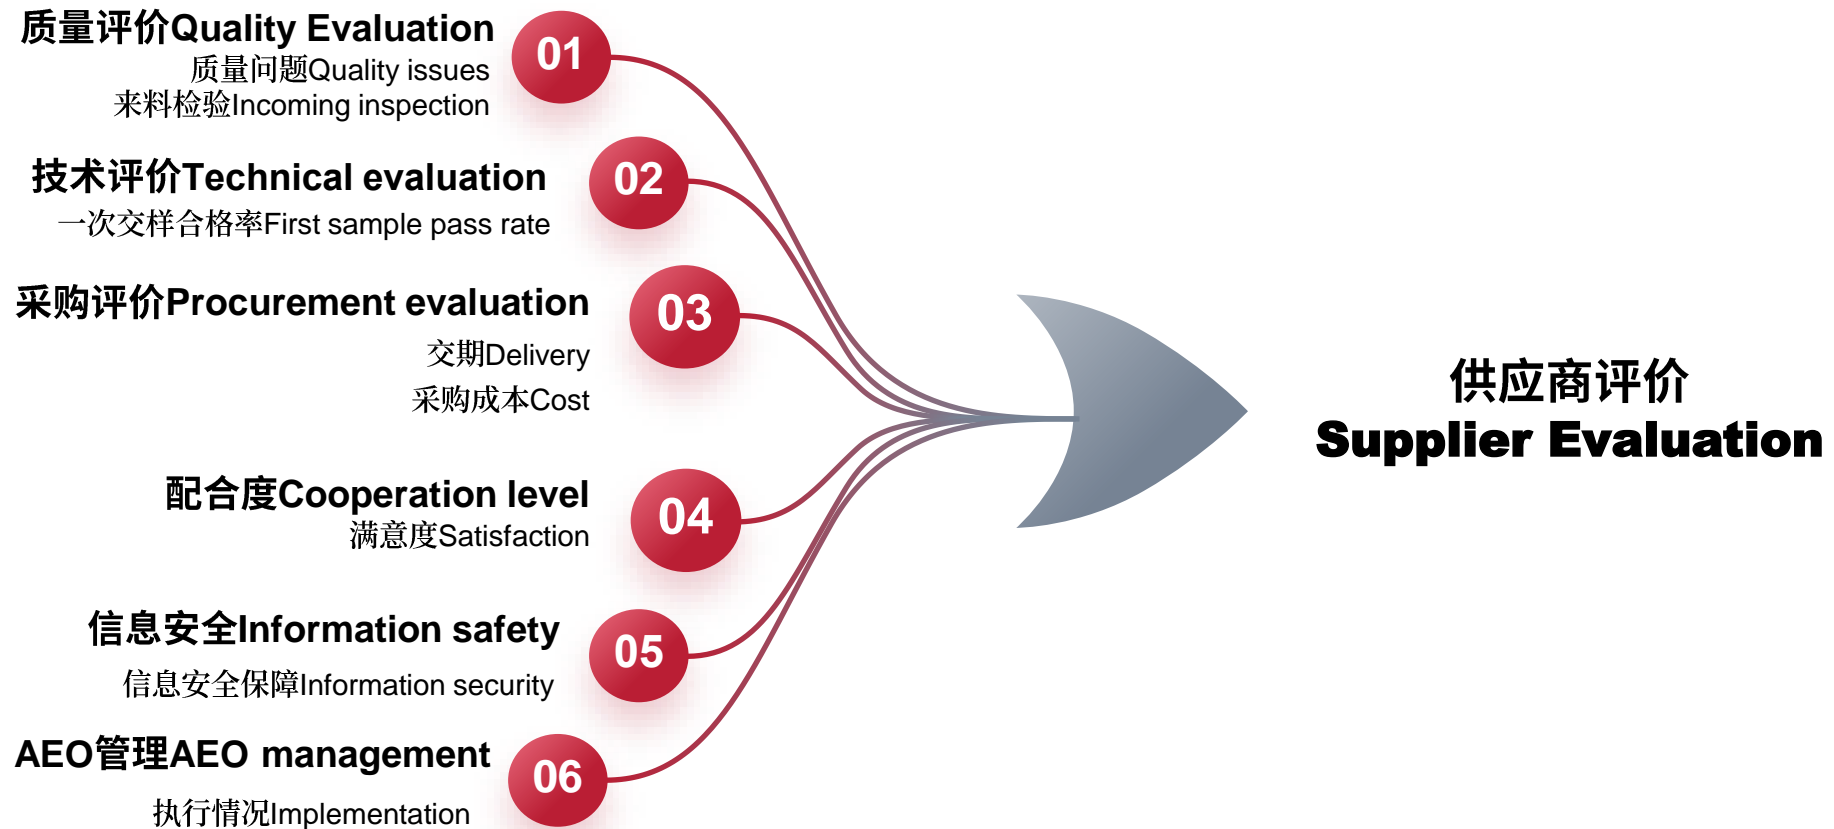 质量评价Quality Evaluation
质量问题Quality issues
来料检验Incoming inspection
01
技术评价Technical evaluation
一次交样合格率First sample pass rate
02
采购评价Procurement evaluation
交期Delivery
采购成本Cost
03
配合度Cooperation level
满意度Satisfaction
04
信息安全Information safety
信息安全保障Information security
05
AEO管理AEO management
执行情况Implementation
06
供应商评价
Supplier Evaluation